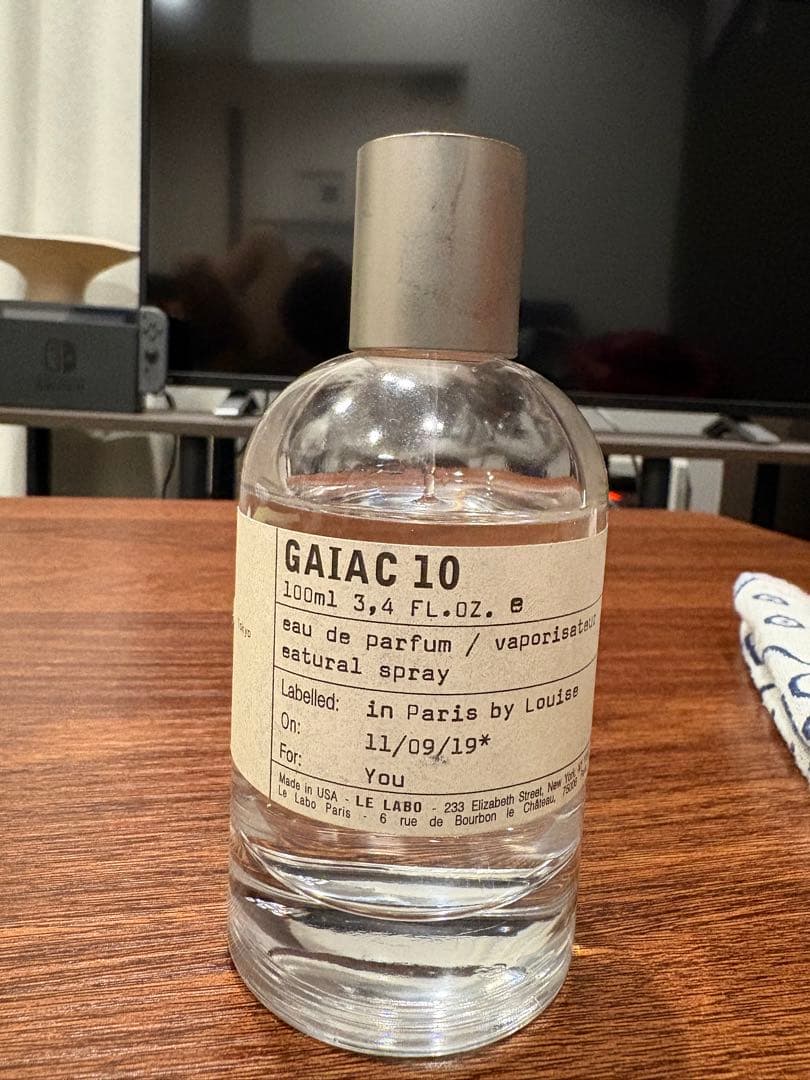 GAIAC 10
100ml 3,4 FL.OZ. e
eau de parfum / vaporisateur
eatural spray
Labelled: in Paris by Louise
On: 11/09/19*
For: You
Made in USA - LE LABO - 233 Elizabeth Street, New York,
Le Labo Paris - 6 rue de Bourbon le Château, 75006
Tokyo